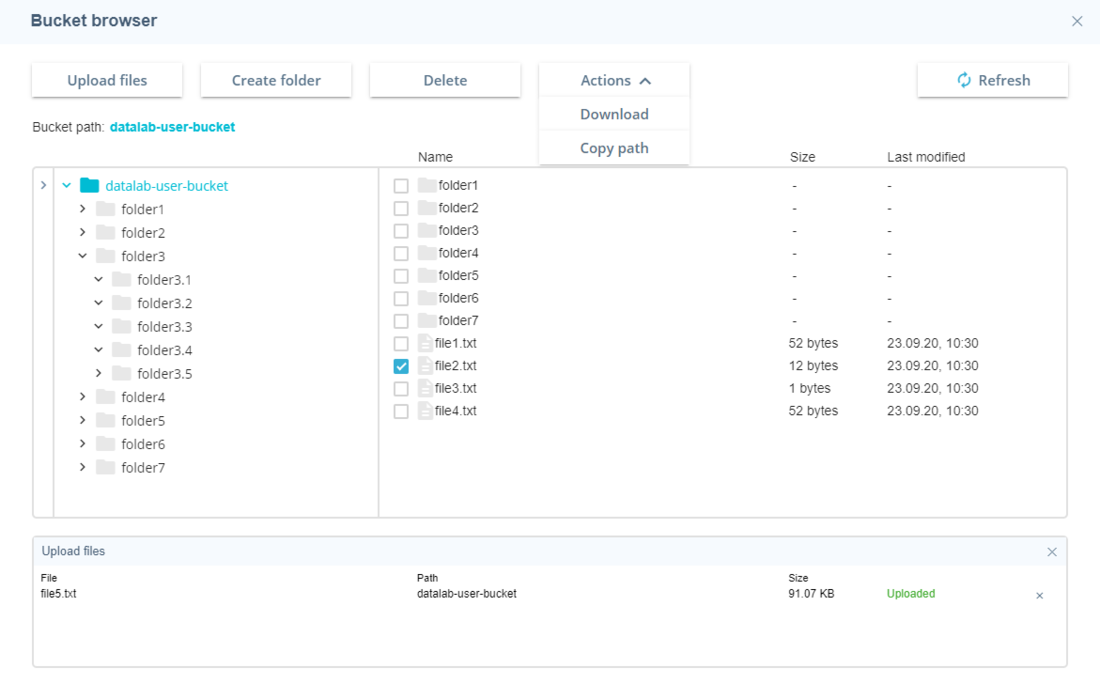 Bucket browser
Upload files
Create folder
Delete
Actions
Refresh
Download
Copy path
Bucket path: datalab-user-bucket
Name Size Last modified
datalab-user-bucket
folder1
folder2
folder3
folder3.1
folder3.2
folder3.3
folder3.4
folder3.5
folder4
folder5
folder6
folder7
folder1 - -
folder2 - -
folder3 - -
folder4 - -
folder5 - -
folder6 - -
folder7 - -
file1.txt 52 bytes 23.09.20, 10:30
file2.txt 12 bytes 23.09.20, 10:30
file3.txt 1 bytes 23.09.20, 10:30
file4.txt 52 bytes 23.09.20, 10:30
Upload files
File Path Size
file5.txt datalab-user-bucket 91.07 KB Uploaded